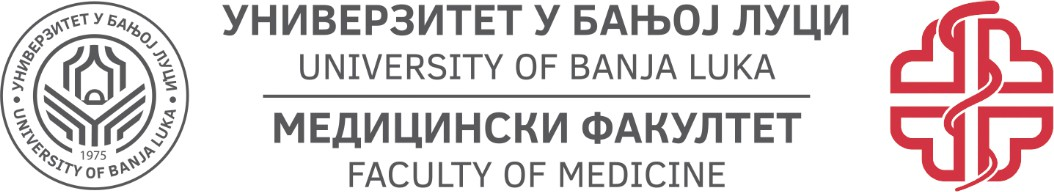 УНИВЕРЗИТЕТ У БАЊОЈ ЛУЦИ
UNIVERSITY OF BANJA LUKA
1975
УНИВЕРЗИТЕТ У БАЊОЈ ЛУЦИ
UNIVERSITY OF BANJA LUKA
МЕДИЦИНСКИ ФАКУЛТЕТ
FACULTY OF MEDICINE